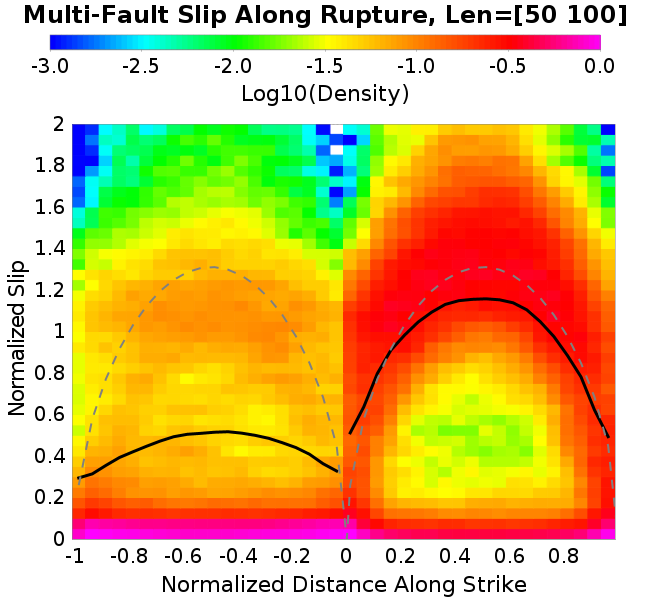 Multi-Fault Slip Along Rupture, Len=[50 100]
-3.0 -2.5 -2.0 -1.5 -1.0 -0.5 0.0
Log10(Density)
2
1.8
1.6
1.4
1.2
1
0.8
0.6
0.4
0.2
0
Normalized Slip
-1 -0.8 -0.6 -0.4 -0.2 0 0.2 0.4 0.6 0.8
Normalized Distance Along Strike